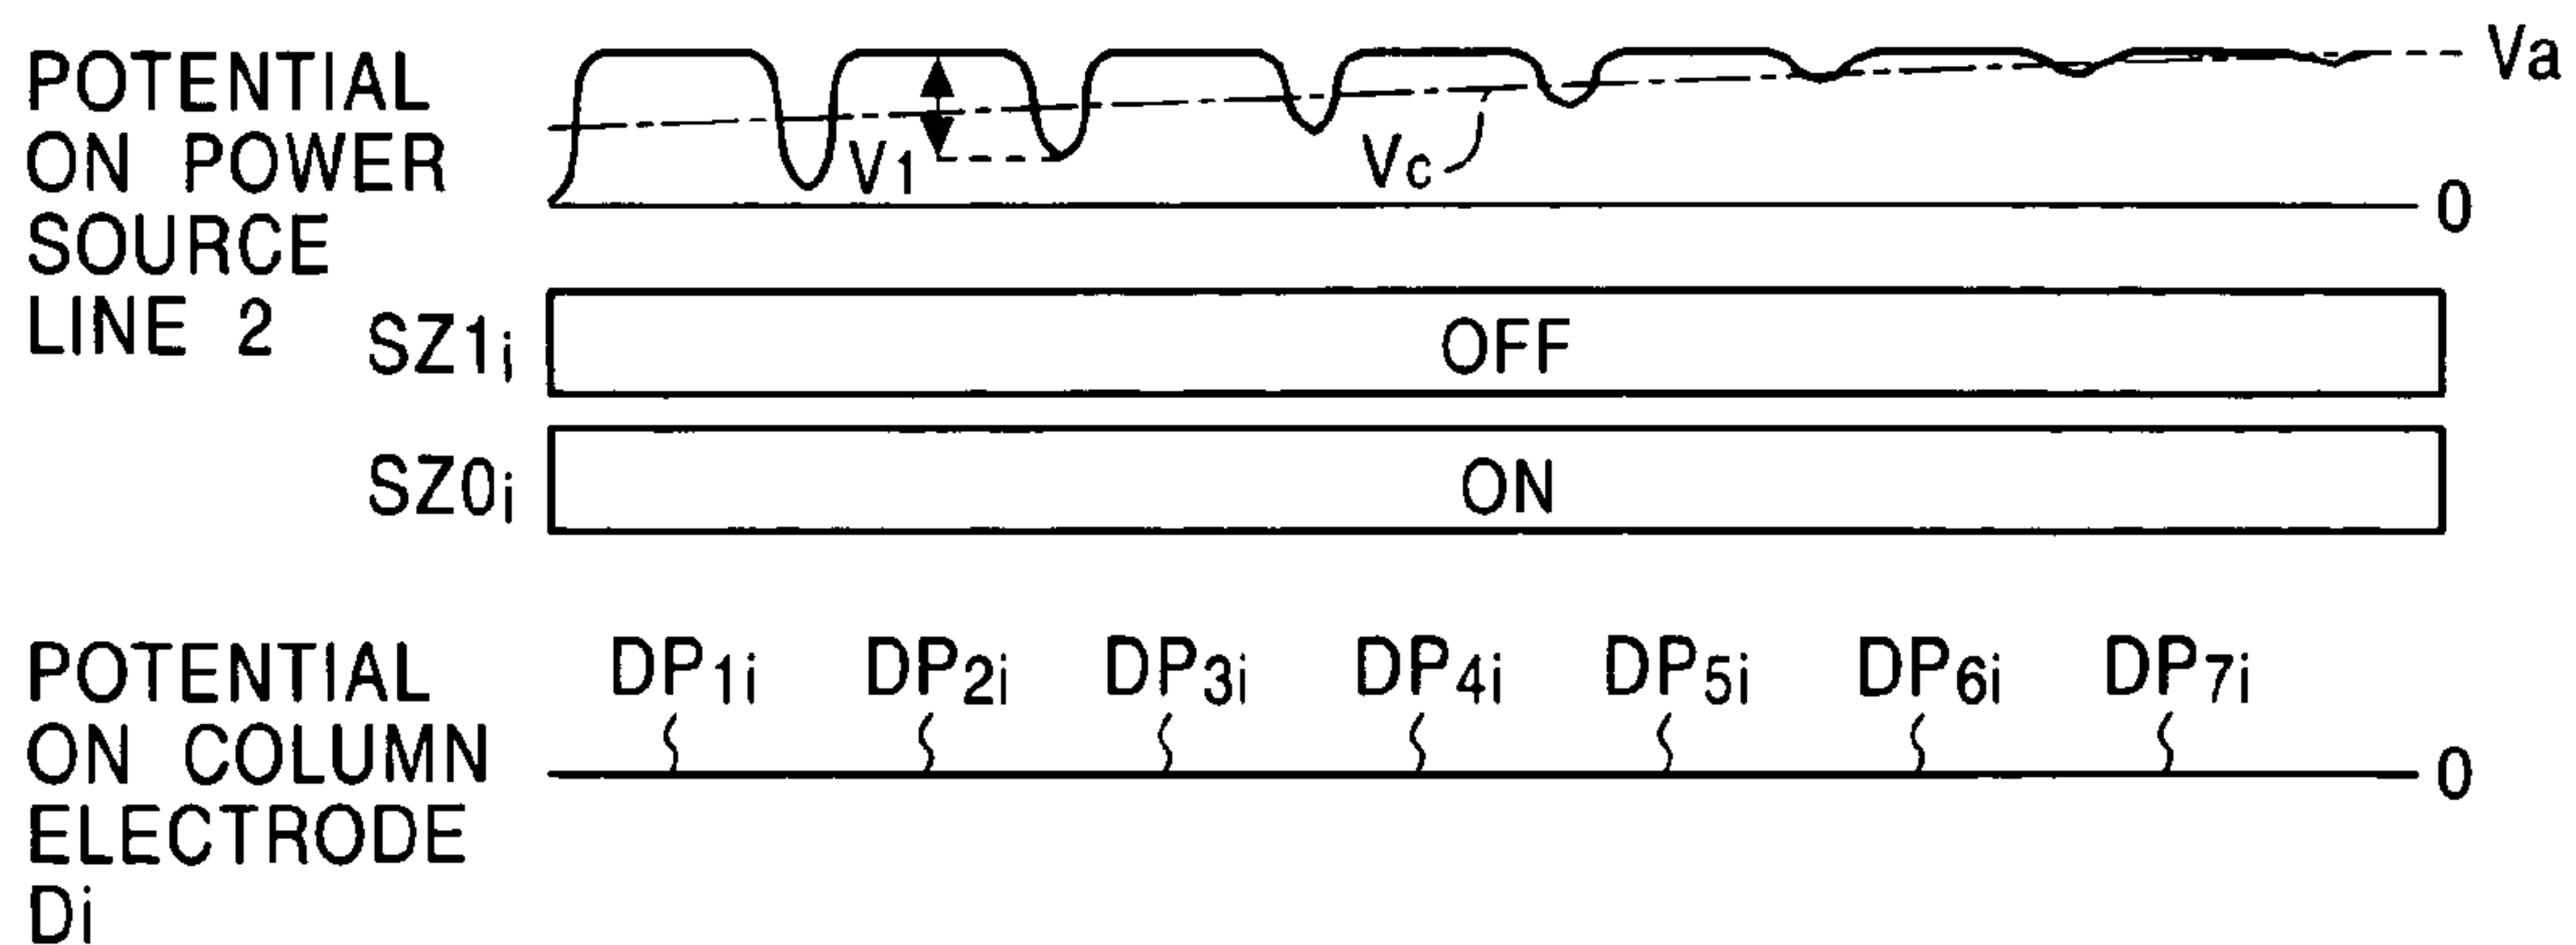 POTENTIAL
ON POWER
SOURCE
LINE 2
Va
V1
Vc
0
SZ1i
OFF
SZ0i
ON
POTENTIAL
ON COLUMN
ELECTRODE
Di
DP1i DP2i DP3i DP4i DP5i DP6i DP7i
0